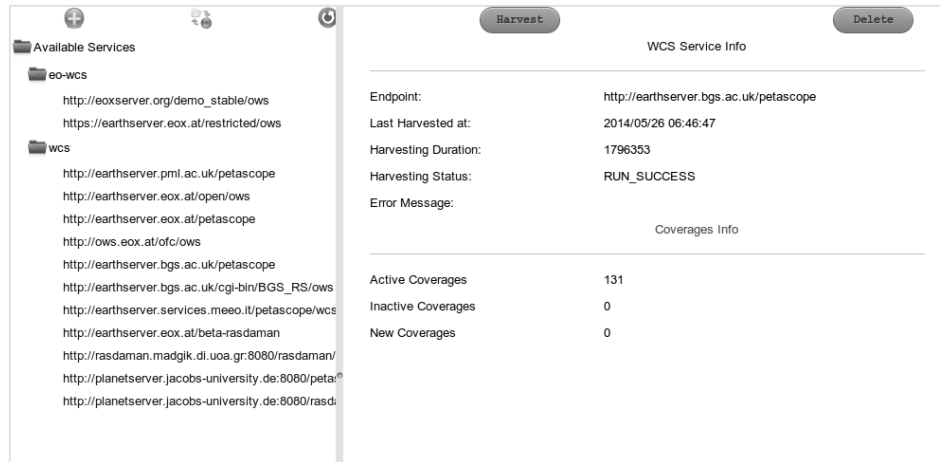 Available Services
eo-wcs
http://eoxserver.org/demo_stable/ows
https://earthserver.eox.at/restricted/ows
wcs
http://earthserver.pml.ac.uk/petascope
http://earthserver.eox.at/open/ows
http://earthserver.eox.at/petascope
http://ows.eox.at/ofc/ows
http://earthserver.bgs.ac.uk/petascope
http://earthserver.bgs.ac.uk/cgi-bin/BGS_RS/ows
http://earthserver.services.meeo.it/petascope/wcs
http://earthserver.eox.at/beta-rasdaman
http://rasdaman.madgik.di.uoa.gr:8080/rasdaman/
http://planetserver.jacobs-university.de:8080/peta
http://planetserver.jacobs-university.de:8080/rasd
Harvest
Delete
WCS Service Info
Endpoint: http://earthserver.bgs.ac.uk/petascope
Last Harvested at: 2014/05/26 06:46:47
Harvesting Duration: 1796353
Harvesting Status: RUN_SUCCESS
Error Message:
Coverages Info
Active Coverages 131
Inactive Coverages 0
New Coverages 0